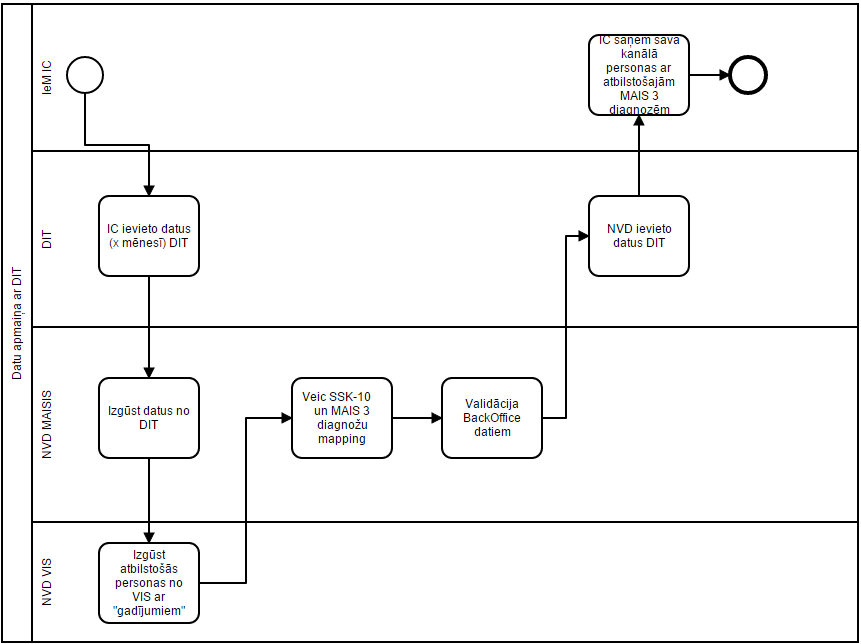 Datu apmaiņa ar DIT
IeM IC
IC saņem savā
kanālā
personas ar
atbilstošajām
MAIS 3
diagnozēm
DIT
IC ievieto datus
(x mēnesī) DIT
NVD ievieto
datus DIT
NVD MAISIS
Izgūst datus no
DIT
Veic SSK-10
un MAIS 3
diagnožu
mapping
Validācija
BackOffice
datiem
NVD VIS
Izgūst
atbilstošās
personas no
VIS ar
"gadījumiem"